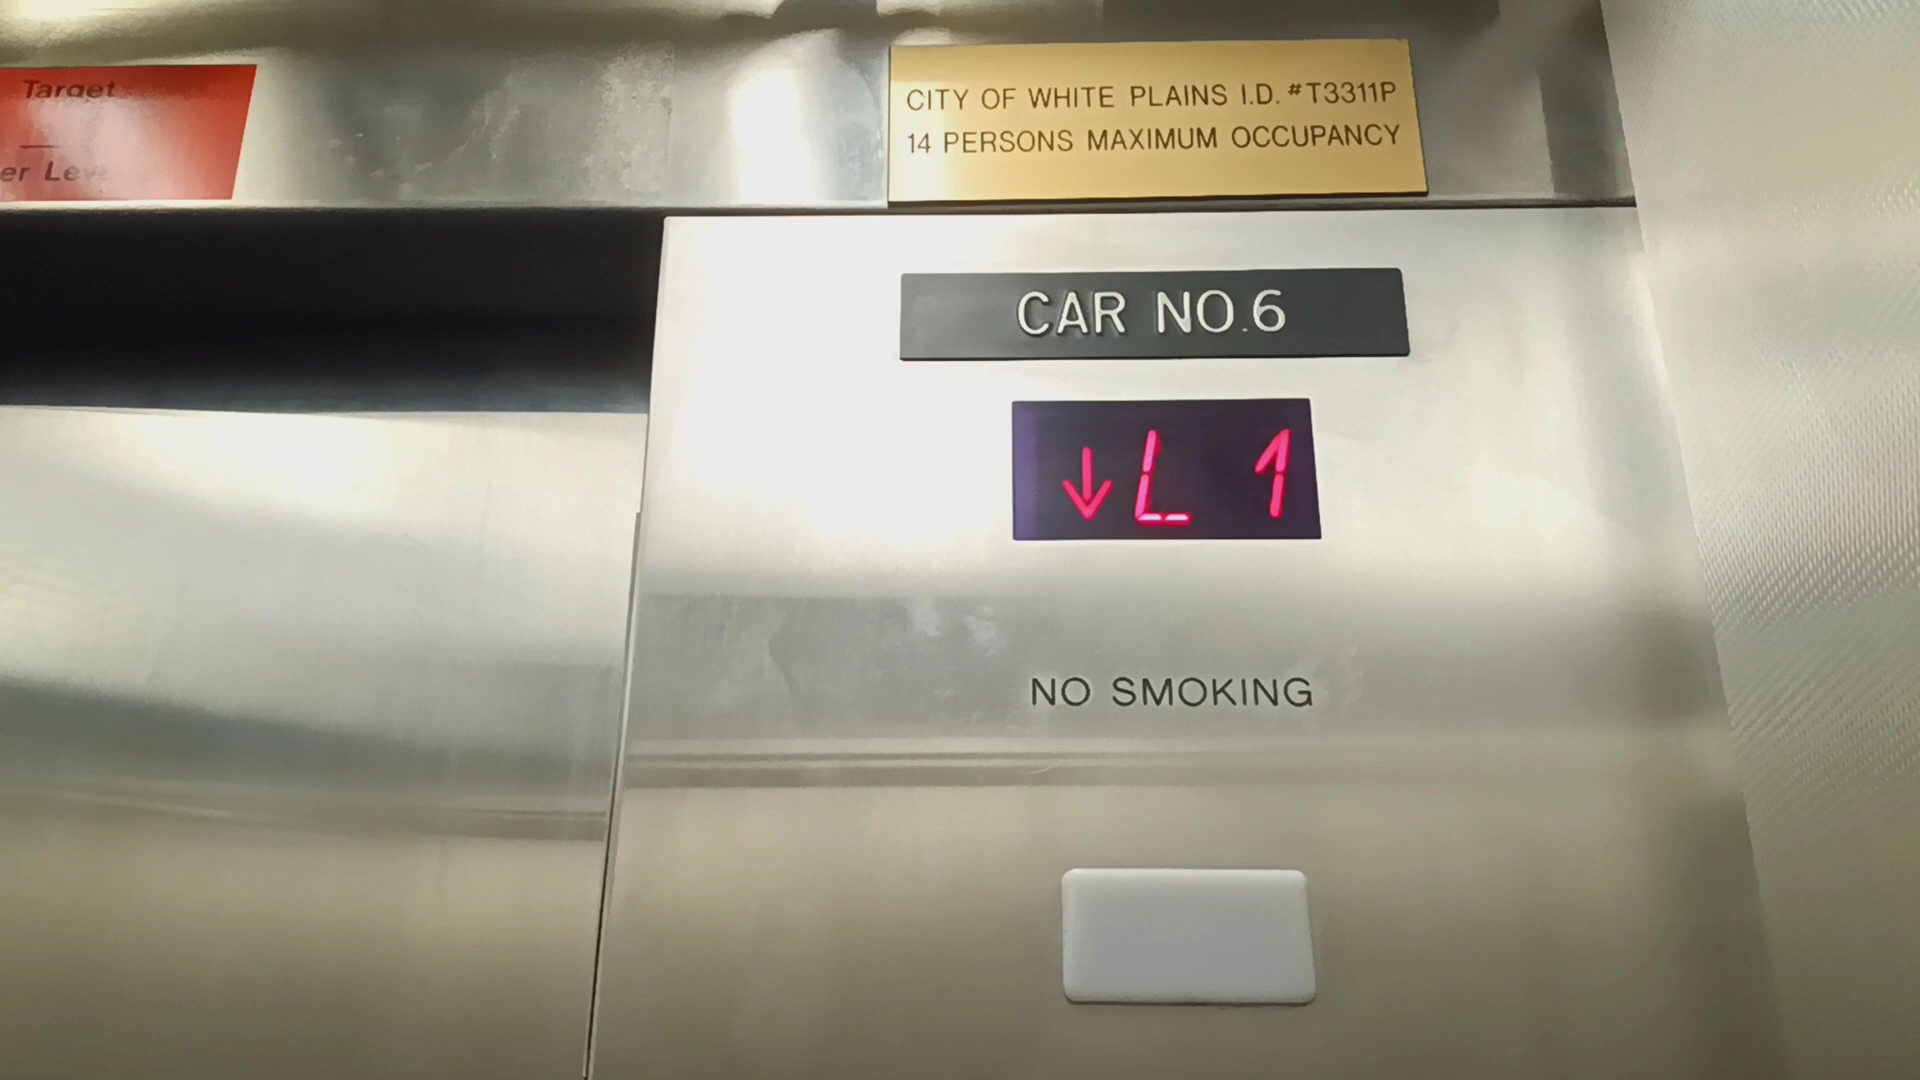 Target
CITY OF WHITE PLAINS I.D. #T3311P
14 PERSONS MAXIMUM OCCUPANCY
CAR NO.6
↓L 1
NO SMOKING